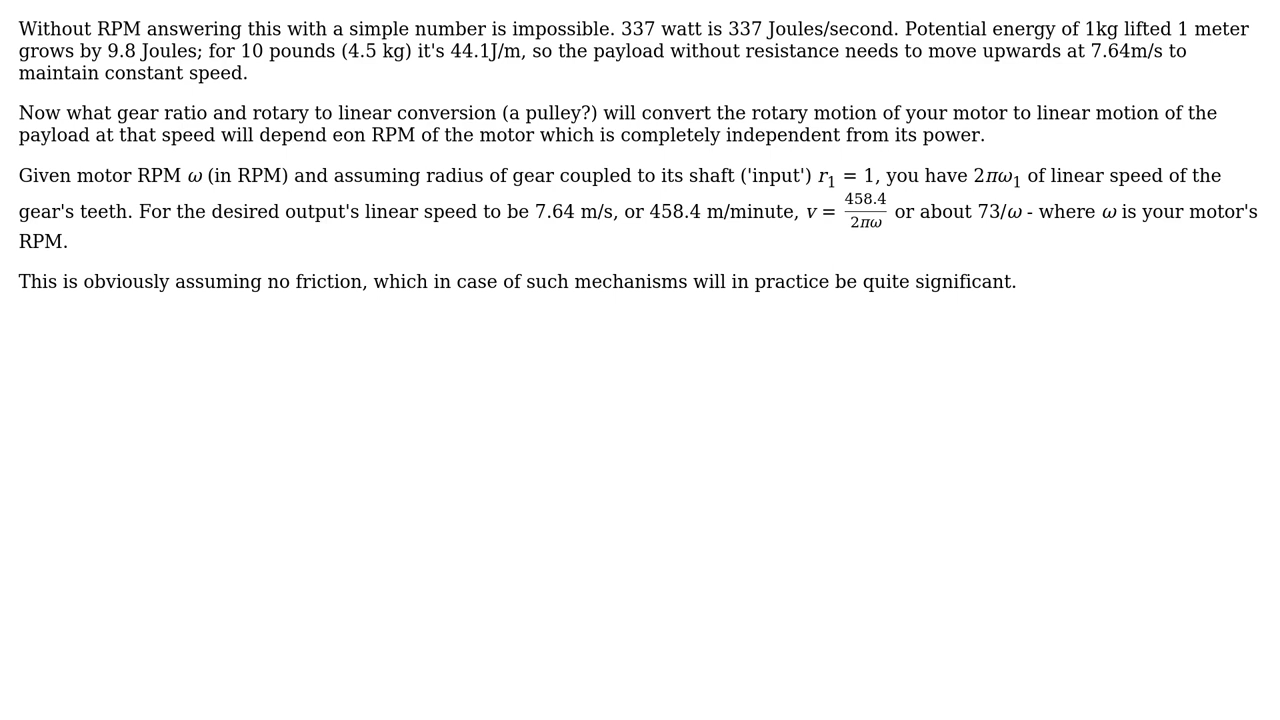 Without RPM answering this with a simple number is impossible. 337 watt is 337 Joules/second. Potential energy of 1kg lifted 1 meter
grows by 9.8 Joules; for 10 pounds (4.5 kg) it's 44.1J/m, so the payload without resistance needs to move upwards at 7.64m/s to
maintain constant speed.
Now what gear ratio and rotary to linear conversion (a pulley?) will convert the rotary motion of your motor to linear motion of the
payload at that speed will depend eon RPM of the motor which is completely independent from its power.
Given motor RPM ω (in RPM) and assuming radius of gear coupled to its shaft ('input') r₁ = 1, you have 2πω₁ of linear speed of the
gear's teeth. For the desired output's linear speed to be 7.64 m/s, or 458.4 m/minute, v = 458.4/2πω or about 73/ω - where ω is your motor's
RPM.
This is obviously assuming no friction, which in case of such mechanisms will in practice be quite significant.